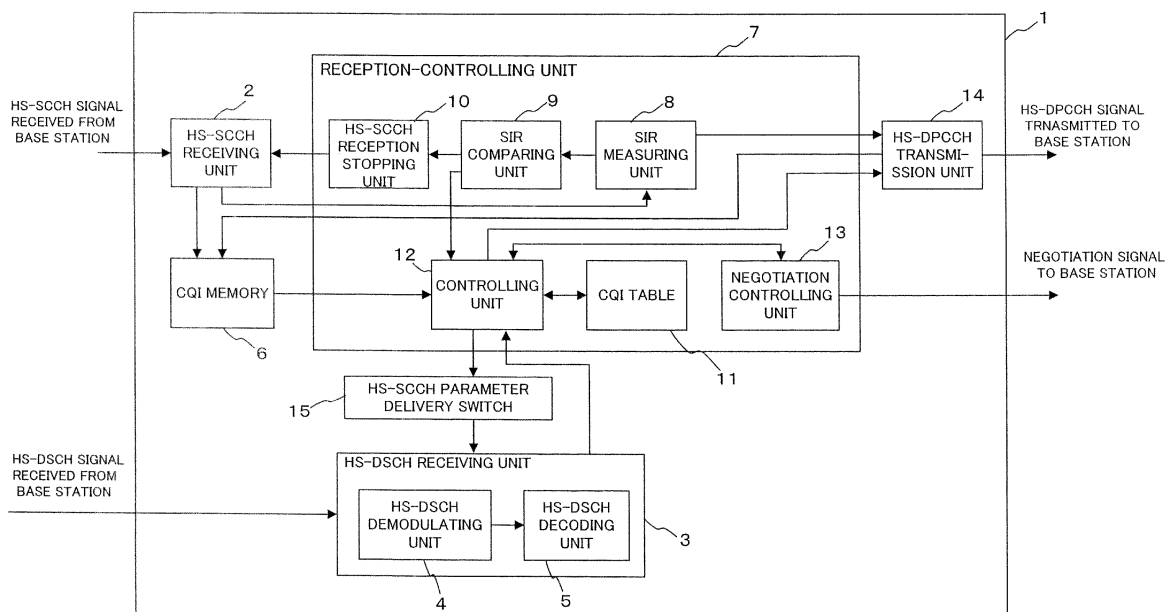 1
7
RECEPTION-CONTROLLING UNIT
HS-SCCH SIGNAL
RECEIVED FROM
BASE STATION
2
HS-SCCH
RECEIVING
UNIT
10
HS-SCCH
RECEPTION
STOPPING
UNIT
9
SIR
COMPARING
UNIT
8
SIR
MEASURING
UNIT
14
HS-DPCCH
TRANSMI-
SSION UNIT
HS-DPCCH SIGNAL
TRNASMITTED TO
BASE STATION
CQI MEMORY
6
12
CONTROLLING
UNIT
CQI TABLE
11
13
NEGOTIATION
CONTROLLING
UNIT
NEGOTIATION SIGNAL
TO BASE STATION
15
HS-SCCH PARAMETER
DELIVERY SWITCH
HS-DSCH SIGNAL
RECEIVED FROM
BASE STATION
HS-DSCH RECEIVING UNIT
HS-DSCH
DEMODULATING
UNIT
4
HS-DSCH
DECODING
UNIT
5
3